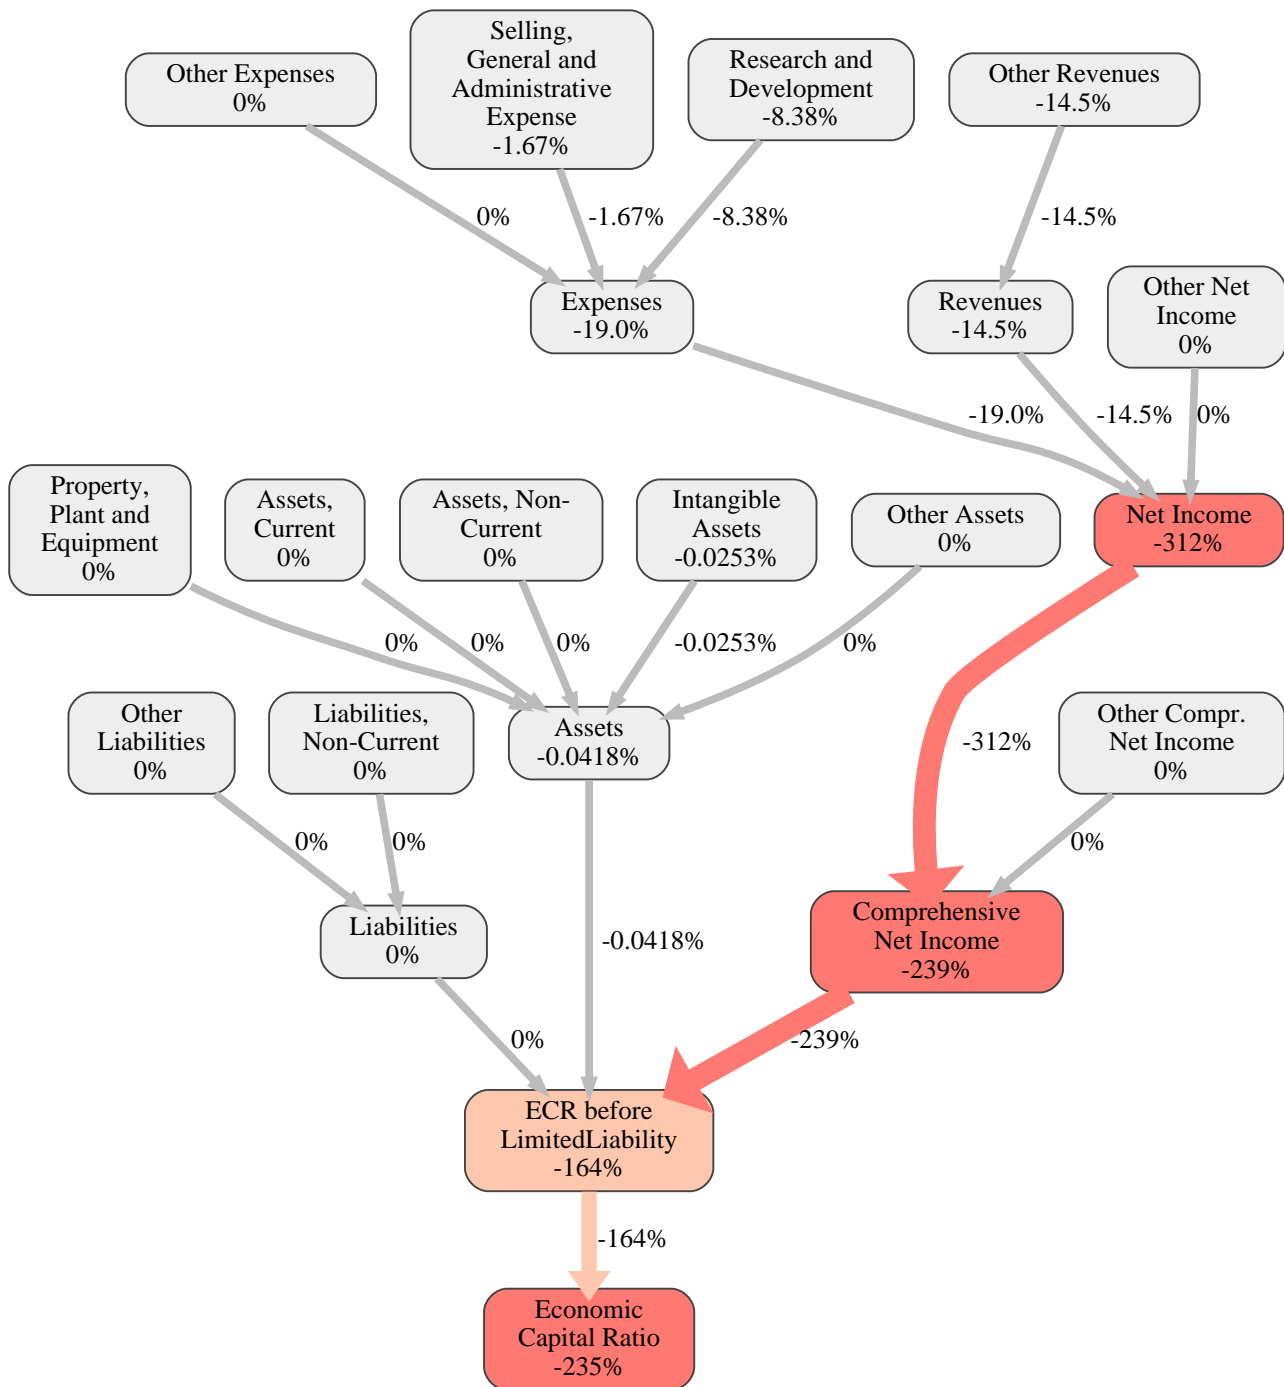 Other Expenses
0%
Selling,
General and
Administrative
Expense
-1.67%
Research and
Development
-8.38%
Other Revenues
-14.5%
0%
-1.67%
-8.38%
-14.5%
Expenses
-19.0%
Revenues
-14.5%
Other Net
Income
0%
-19.0%
-14.5%
0%
Property,
Plant and
Equipment
0%
Assets,
Current
0%
Assets, Non-
Current
0%
Intangible
Assets
-0.0253%
Other Assets
0%
Net Income
-312%
0%
0%
0%
-0.0253%
0%
Other
Liabilities
0%
Liabilities,
Non-Current
0%
Assets
-0.0418%
-312%
Other Compr.
Net Income
0%
0%
0%
0%
Liabilities
0%
-0.0418%
Comprehensive
Net Income
-239%
0%
-239%
ECR before
LimitedLiability
-164%
-164%
Economic
Capital Ratio
-235%